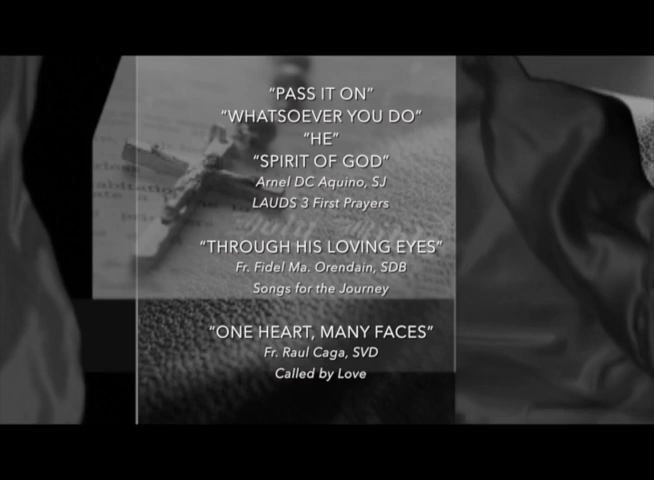 “PASS IT ON”
“WHATSOEVER YOU DO”
“HE”
“SPIRIT OF GOD”
Arnel DC Aquino, SJ
LAUDS 3 First Prayers
“THROUGH HIS LOVING EYES”
Fr. Fidel Ma. Orendain, SDB
Songs for the Journey
“ONE HEART, MANY FACES”
Fr. Raul Caga, SVD
Called by Love